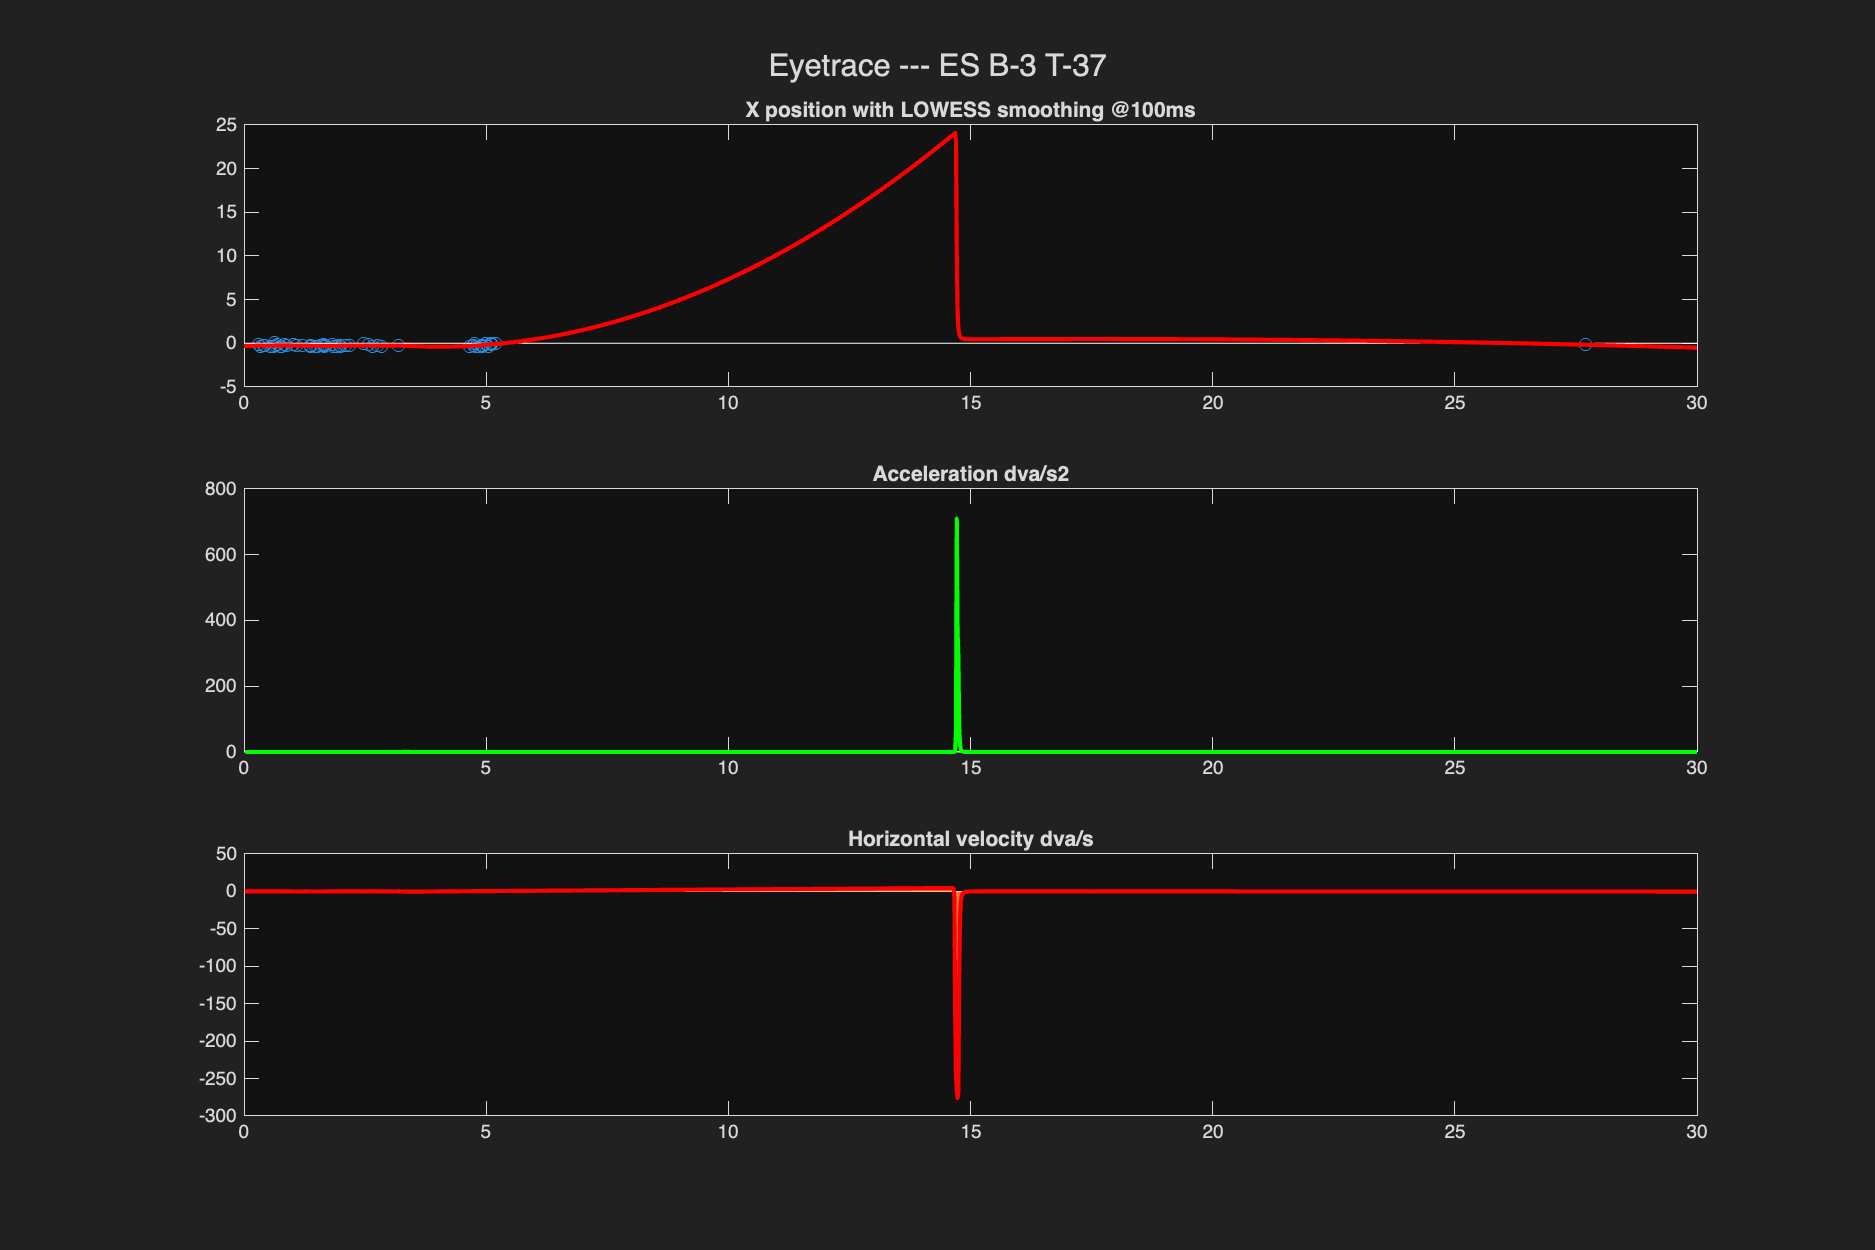 Eyetrace --- ES B-3 T-37
X position with LOWESS smoothing @100ms
25
20
15
10
5
0
-5
0 5 10 15 20 25 30
Acceleration dva/s2
800
600
400
200
0
0 5 10 15 20 25 30
Horizontal velocity dva/s
50
0
-50
-100
-150
-200
-250
-300
0 5 10 15 20 25 30